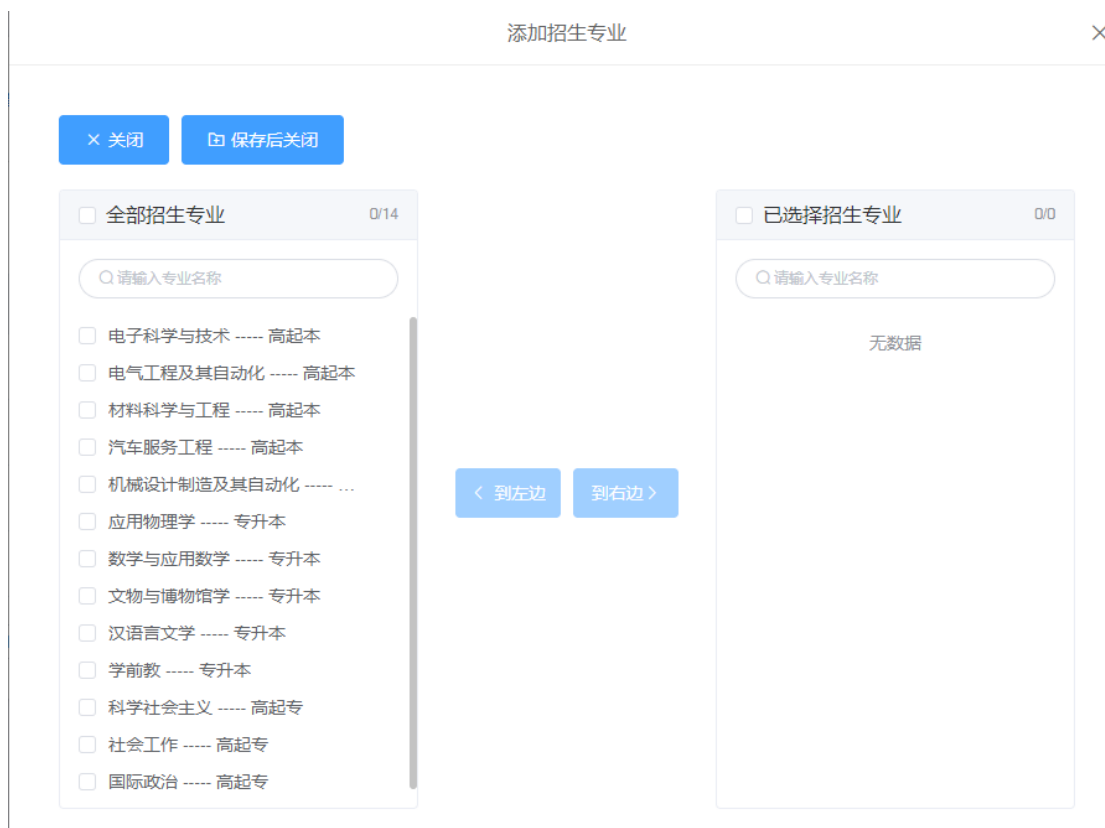 添加招生专业
关闭
保存后关闭
全部招生专业 0/14
请输入专业名称
电子科学与技术 ----- 高起本
电气工程及其自动化 ----- 高起本
材料科学与工程 ----- 高起本
汽车服务工程 ----- 高起本
机械设计制造及其自动化 ----- ...
应用物理学 ----- 专升本
数学与应用数学 ----- 专升本
文物与博物馆学 ----- 专升本
汉语言文学 ----- 专升本
学前教 ----- 专升本
科学社会主义 ----- 高起专
社会工作 ----- 高起专
国际政治 ----- 高起专
到左边
到右边
已选择招生专业 0/0
请输入专业名称
无数据